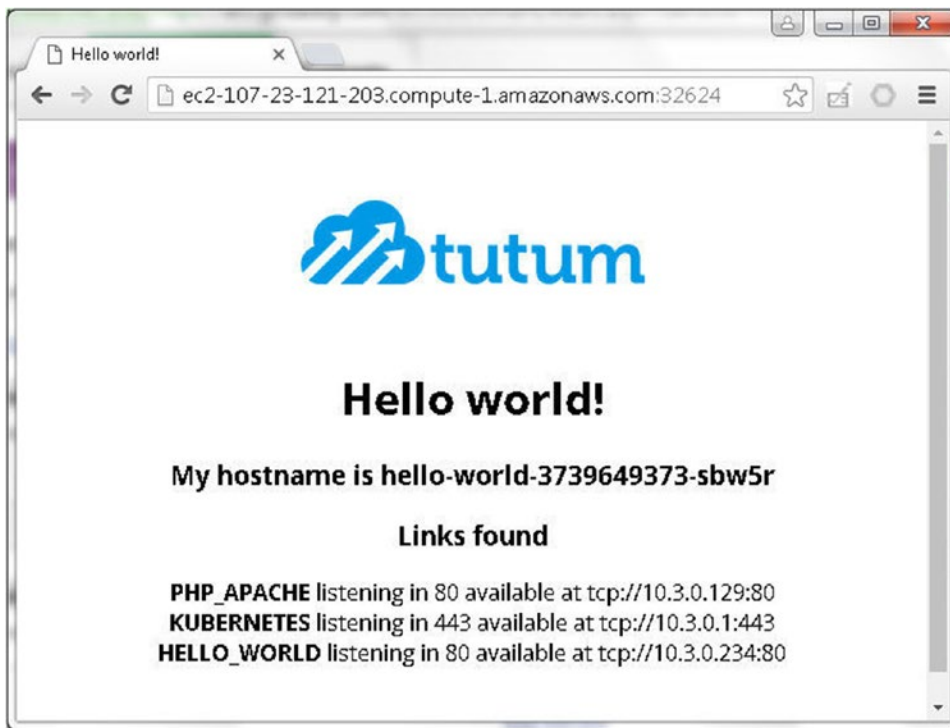 Hello world!
ec2-107-23-121-203.compute-1.amazonaws.com:32624
tutum
Hello world!
My hostname is hello-world-3739649373-sbw5r
Links found
PHP_APACHE listening in 80 available at tcp://10.3.0.129:80
KUBERNETES listening in 443 available at tcp://10.3.0.1:443
HELLO_WORLD listening in 80 available at tcp://10.3.0.234:80